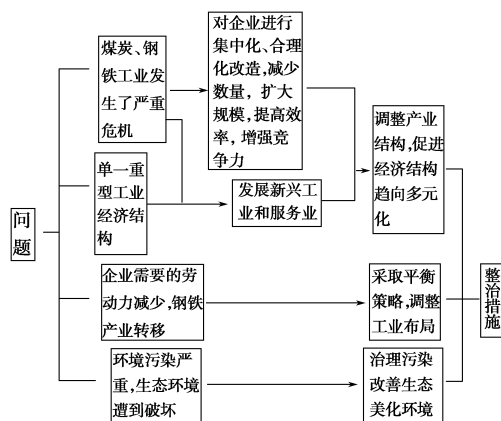 问
题
煤炭、钢
铁工业发
生了严重
危机
对企业进行
集中化、合理
化改造,减少
数量，扩大
规模,提高效
率，增强竞
争力
单一重
型工业
经济结
构
发展新兴工
业和服务业
调整产业
结构,促进
经济结构
趋向多元
化
企业需要的劳
动力减少,钢铁
产业转移
采取平衡
策略,调整
工业布局
环境污染严
重,生态环境
遭到破坏
治理污染
改善生态
美化环境
整
治
措
施